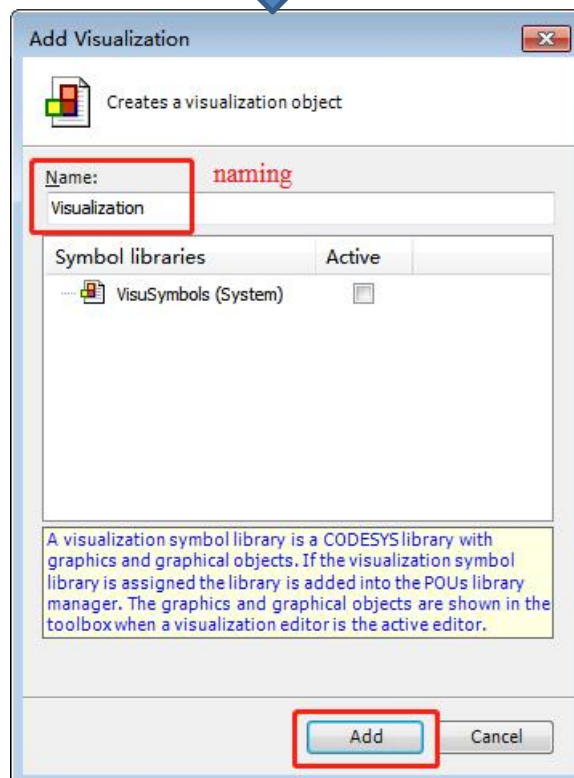 Add Visualization
Creates a visualization object
Name:
naming
Visualization
Symbol libraries Active
VisuSymbols (System)
A visualization symbol library is a CODESYS library with
graphics and graphical objects. If the visualization symbol
library is assigned the library is added into the POUs library
manager. The graphics and graphical objects are shown in the
toolbox when a visualization editor is the active editor.
Add Cancel